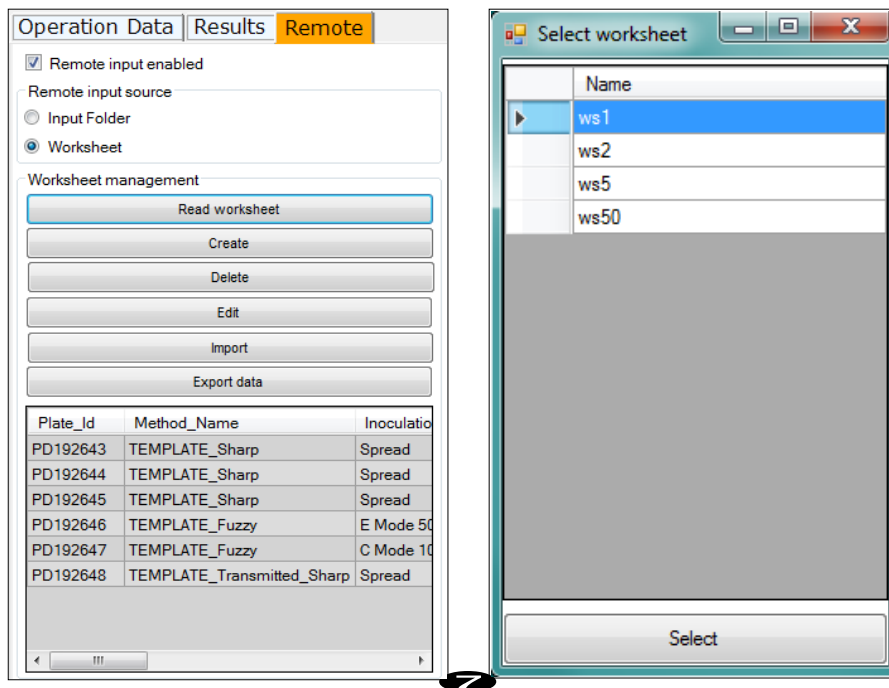 Operation Data Results Remote
Remote input enabled
Remote input source
Input Folder
Worksheet
Worksheet management
Read worksheet
Create
Delete
Edit
Import
Export data
Plate_Id Method_Name Inoculatio
PD192643 TEMPLATE_Sharp Spread
PD192644 TEMPLATE_Sharp Spread
PD192645 TEMPLATE_Sharp Spread
PD192646 TEMPLATE_Fuzzy E Mode 50
PD192647 TEMPLATE_Fuzzy C Mode 10
PD192648 TEMPLATE_Transmitted_Sharp Spread
Select worksheet
Name
ws1
ws2
ws5
ws50
Select